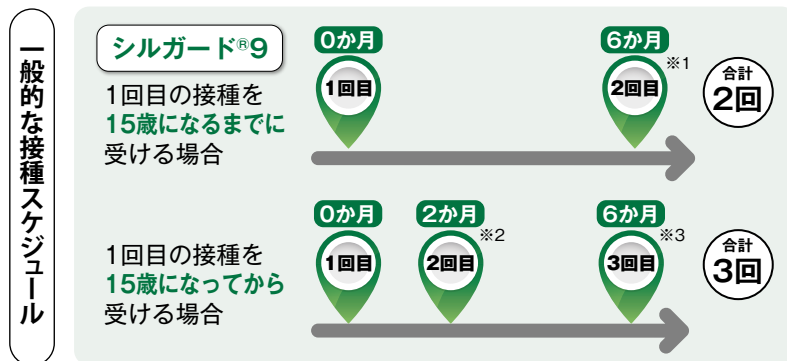 一般的な接種スケジュール
シルガード®9
1回目の接種を
15歳になるまでに
受ける場合
0か月
1回目
6か月
2回目
※1
合計
2回
1回目の接種を
15歳になってから
受ける場合
0か月
1回目
2か月
2回目
※2
6か月
3回目
※3
合計
3回